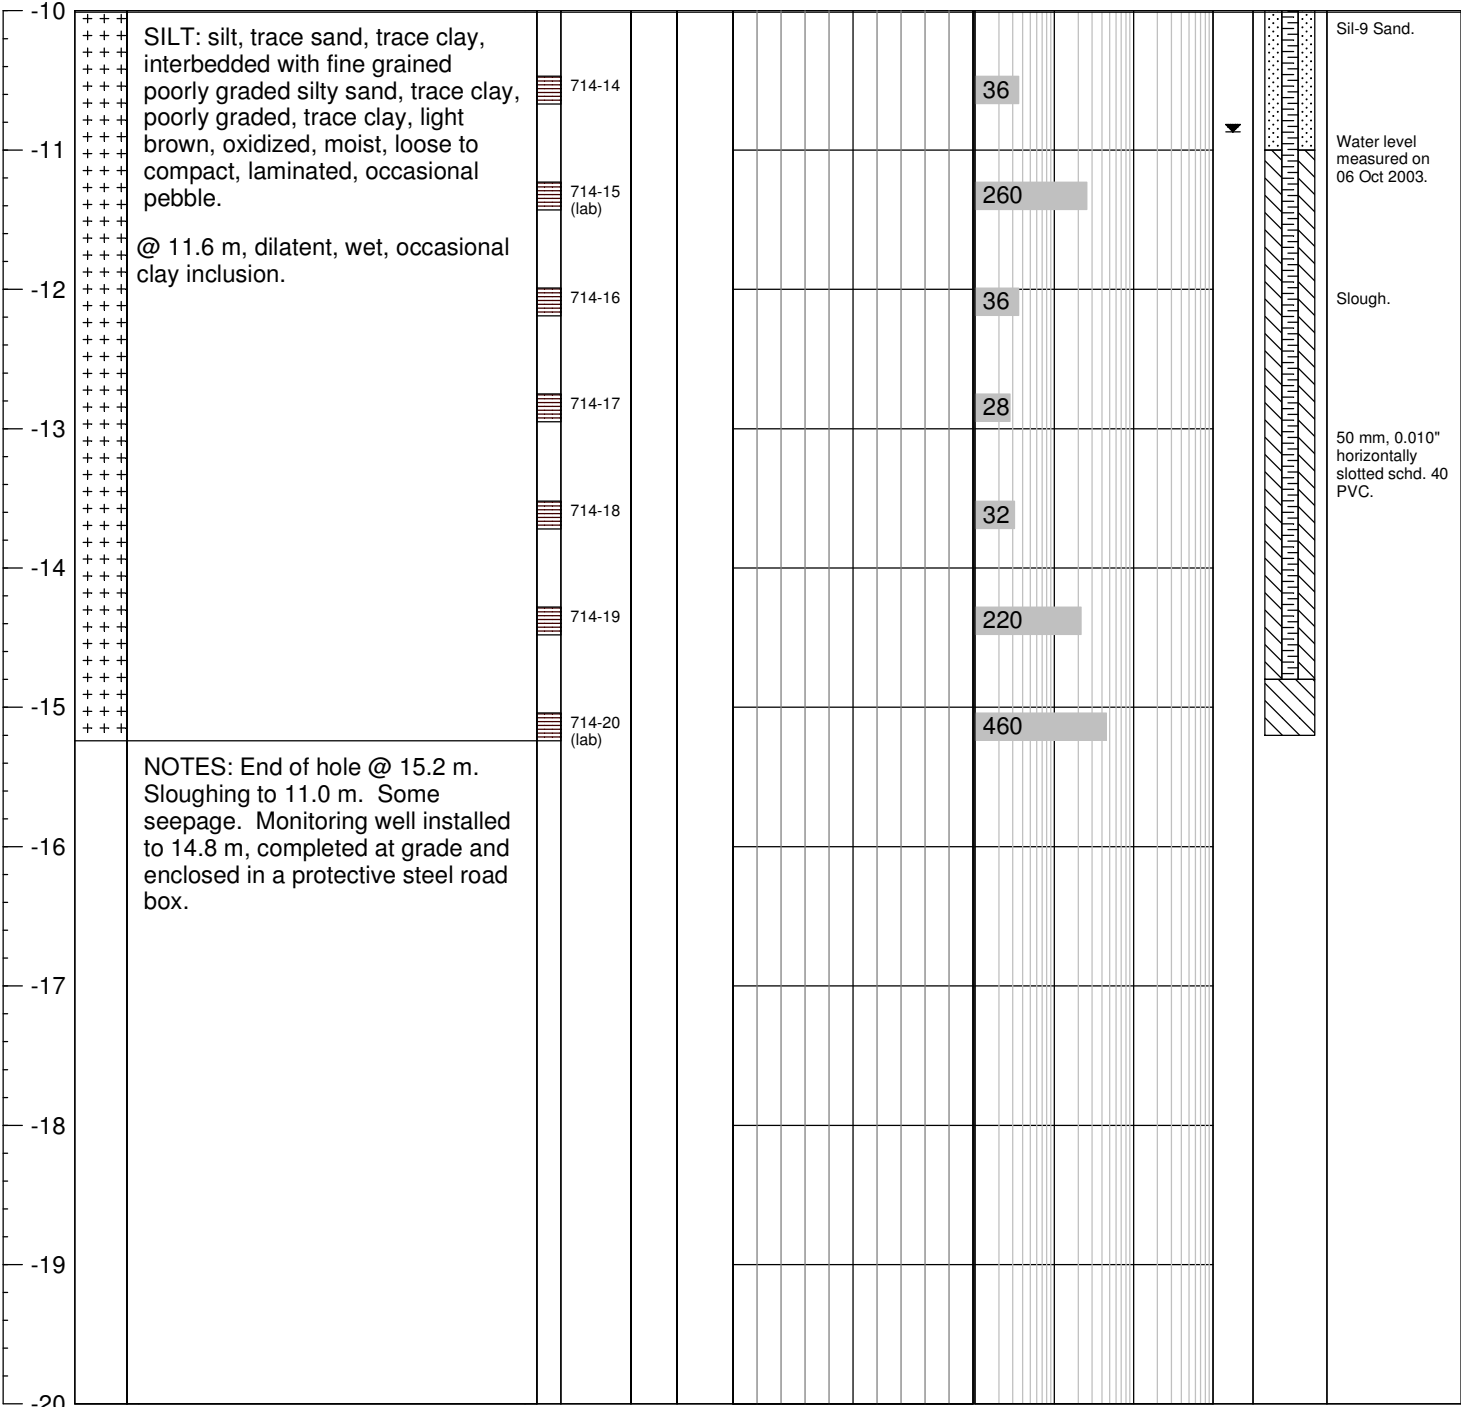 -10
SILT: silt, trace sand, trace clay,
interbedded with fine grained
poorly graded silty sand, trace clay,
poorly graded, trace clay, light
brown, oxidized, moist, loose to
compact, laminated, occasional
pebble.
@ 11.6 m, dilatent, wet, occasional
clay inclusion.
714-14
36
Sil-9 Sand.
-11
Water level
measured on
06 Oct 2003.
714-15
(lab)
260
-12
714-16
36
Slough.
714-17
28
-13
50 mm, 0.010"
horizontally
slotted schd. 40
PVC.
714-18
32
-14
714-19
220
-15
714-20
(lab)
460
NOTES: End of hole @ 15.2 m.
Sloughing to 11.0 m. Some
seepage. Monitoring well installed
to 14.8 m, completed at grade and
enclosed in a protective steel road
box.
-16
-17
-18
-19
-20